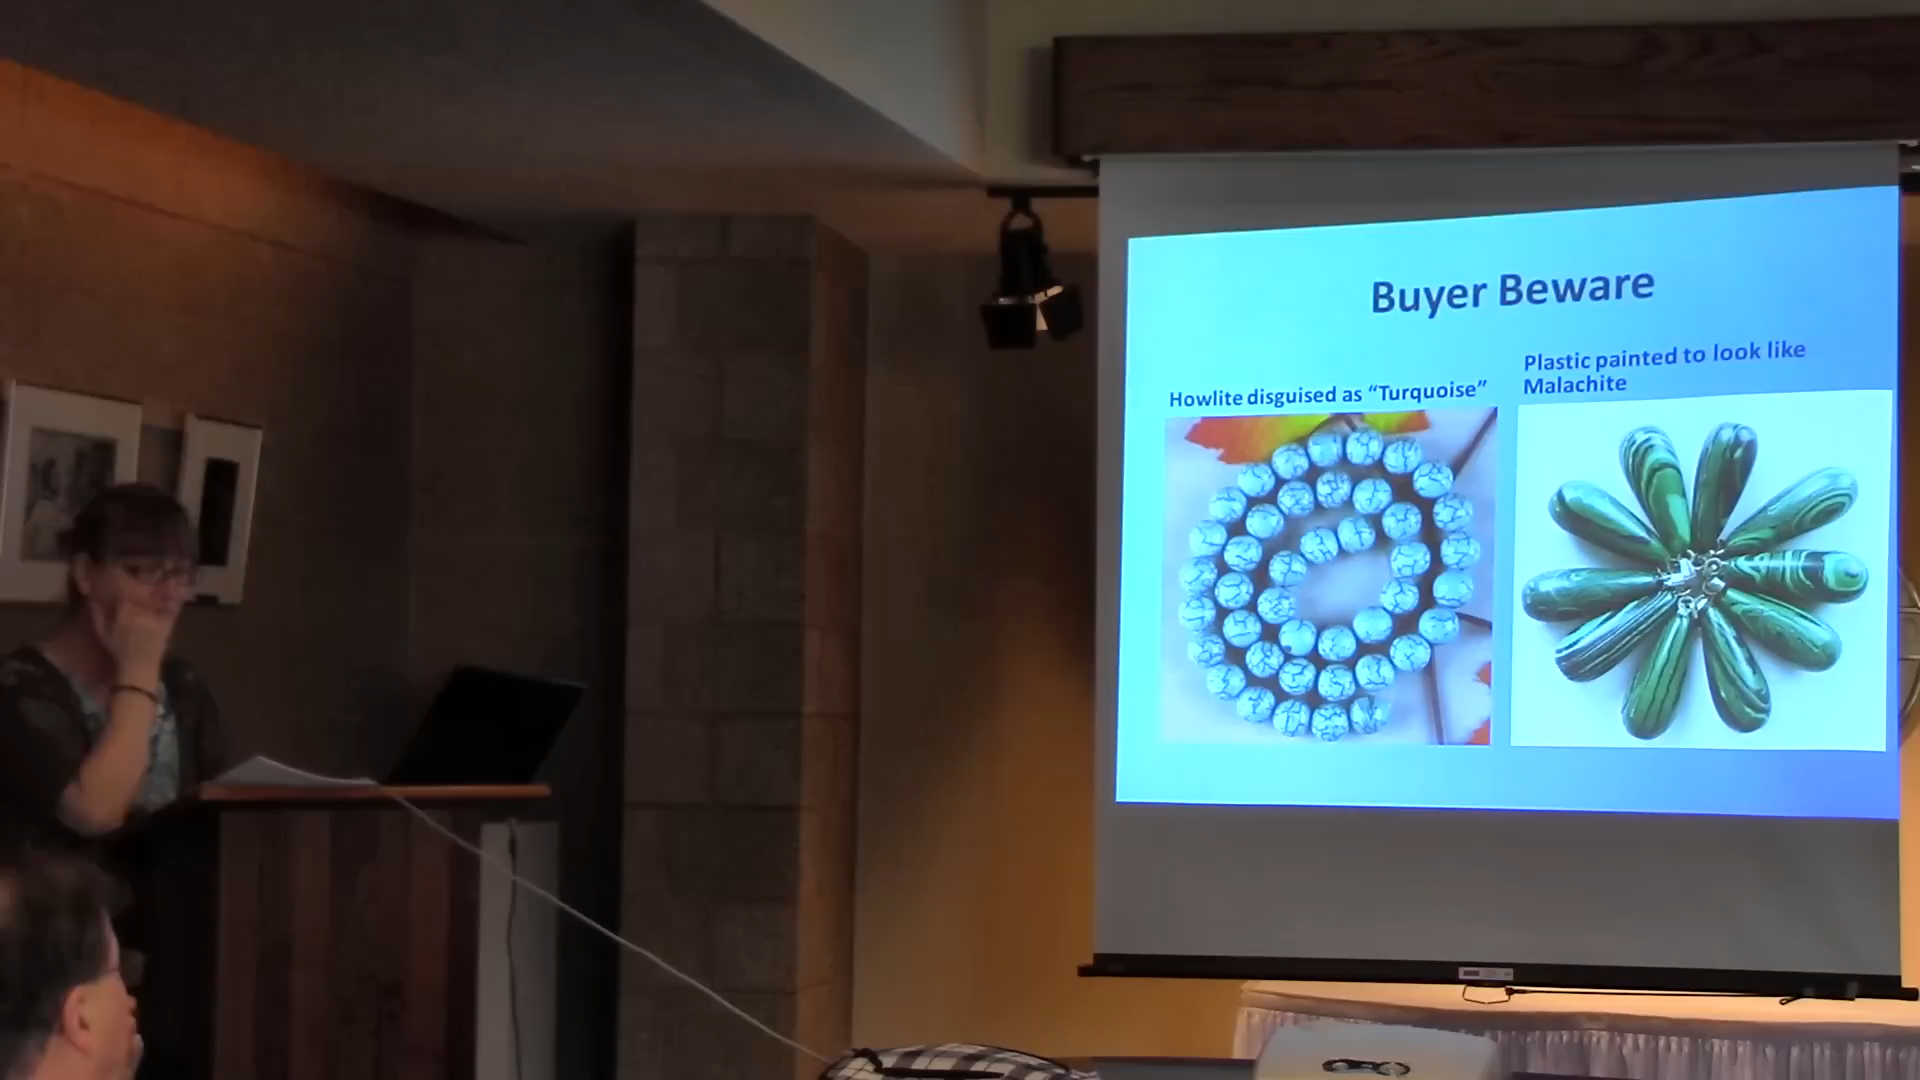 Buyer Beware
Howlite disguised as “Turquoise”
Plastic painted to look like
Malachite